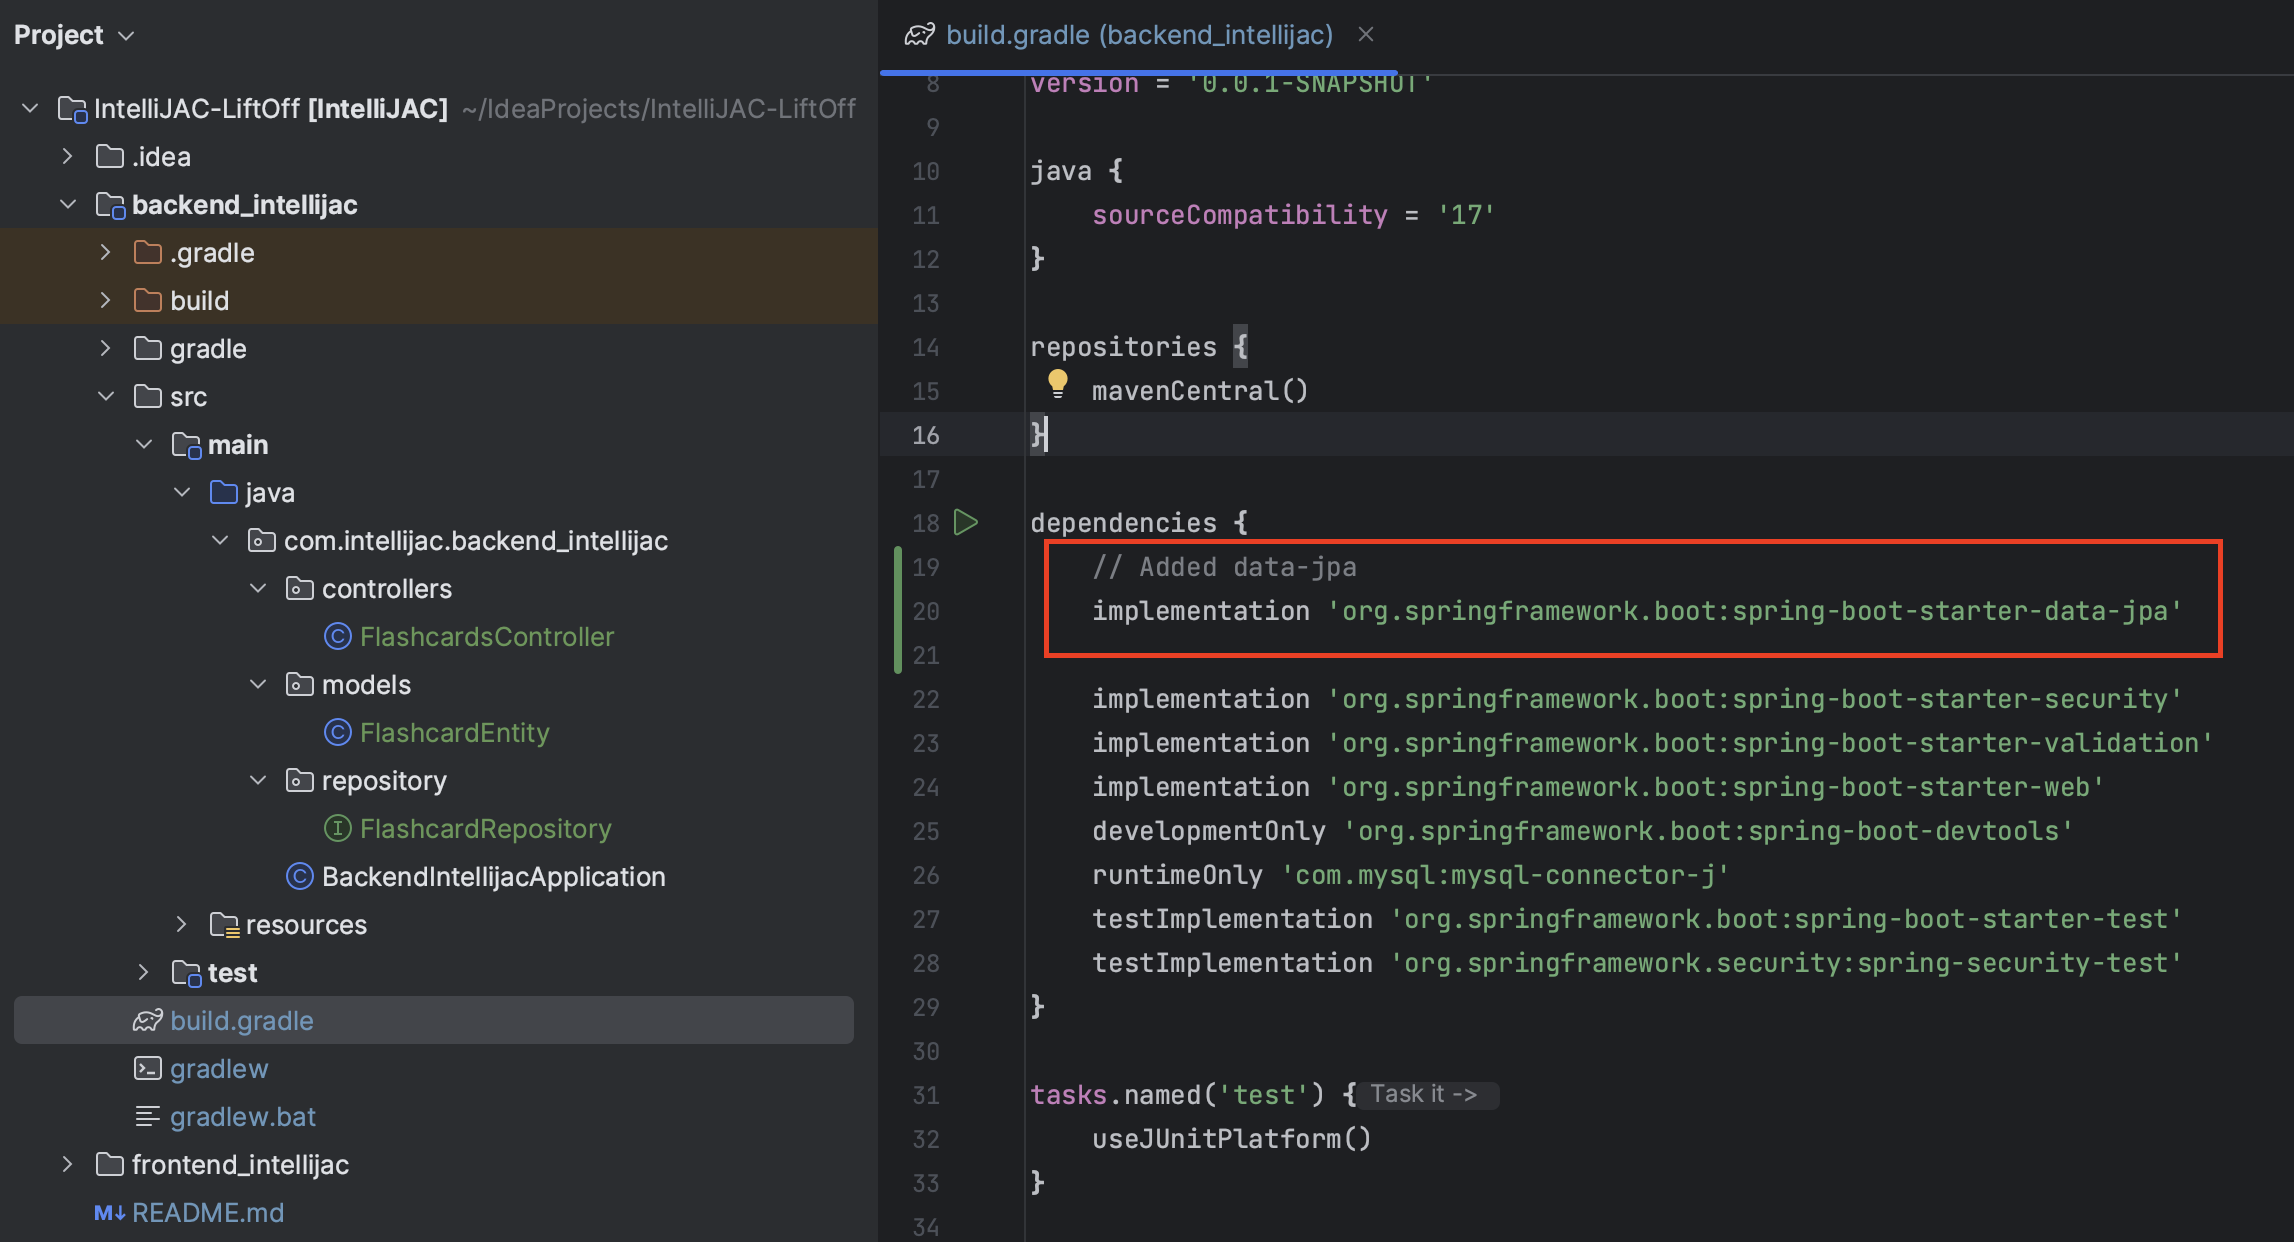 Project
IntelliJAC-LiftOff [IntelliJAC] ~/IdeaProjects/IntelliJAC-LiftOff
.idea
backend_intellijac
.gradle
build
gradle
src
main
java
com.intellijac.backend_intellijac
controllers
FlashcardsController
models
FlashcardEntity
repository
FlashcardRepository
BackendIntellijacApplication
resources
test
build.gradle
gradlew
gradlew.bat
frontend_intellijac
README.md
build.gradle (backend_intellijac)
8 version = '0.0.1-SNAPSHOT'
9
10 java {
11     sourceCompatibility = '17'
12 }
13
14 repositories {
15     mavenCentral()
16 }
17
18 dependencies {
19     // Added data-jpa
20     implementation 'org.springframework.boot:spring-boot-starter-data-jpa'
21
22     implementation 'org.springframework.boot:spring-boot-starter-security'
23     implementation 'org.springframework.boot:spring-boot-starter-validation'
24     implementation 'org.springframework.boot:spring-boot-starter-web'
25     developmentOnly 'org.springframework.boot:spring-boot-devtools'
26     runtimeOnly 'com.mysql:mysql-connector-j'
27     testImplementation 'org.springframework.boot:spring-boot-starter-test'
28     testImplementation 'org.springframework.security:spring-security-test'
29 }
30
31 tasks.named('test') { Task it ->
32     useJUnitPlatform()
33 }
34